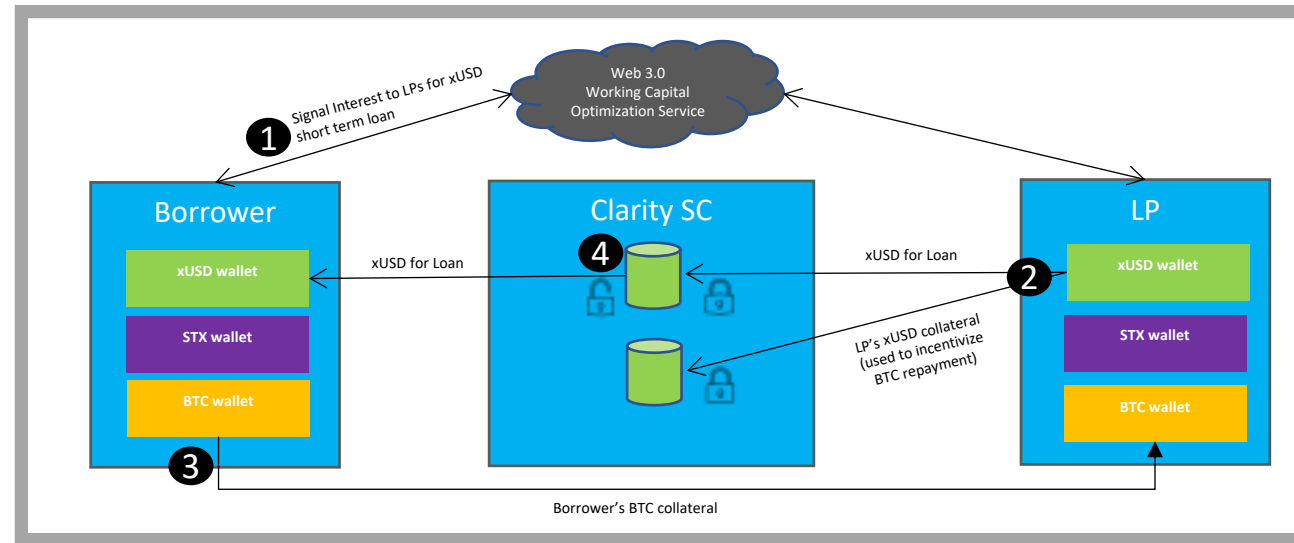 Web 3.0
Working Capital
Optimization Service
Signal Interest to LPs for xUSD
short term loan
1
Borrower
xUSD wallet
STX wallet
BTC wallet
3
xUSD for Loan
Clarity SC
4
xUSD for Loan
2
LP's xUSD collateral
(used to incentivize
BTC repayment)
LP
xUSD wallet
STX wallet
BTC wallet
Borrower's BTC collateral